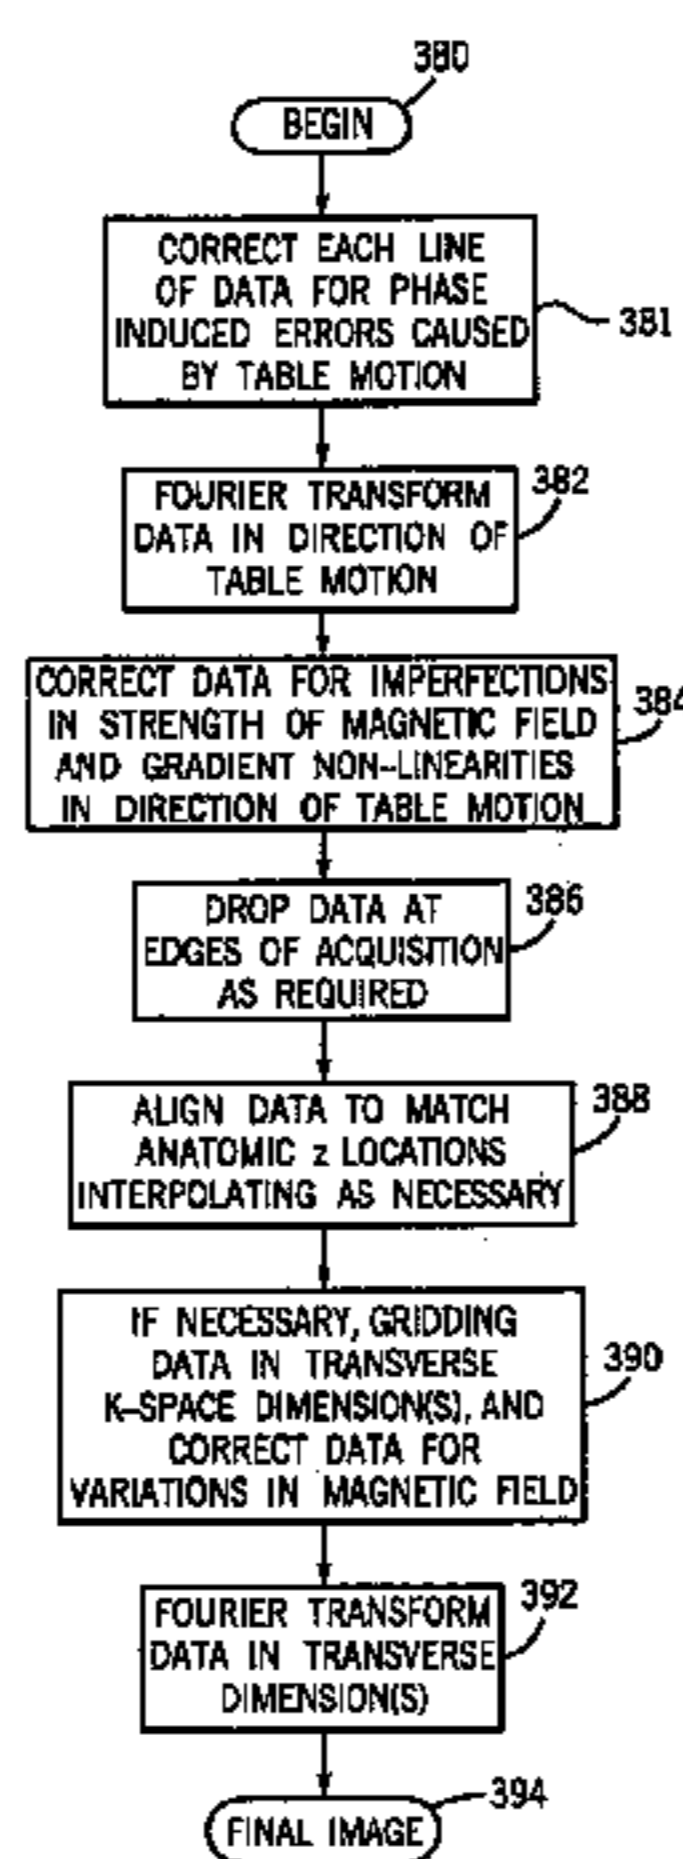 380
BEGIN
CORRECT EACH LINE
OF DATA FOR PHASE
INDUCED ERRORS CAUSED
BY TABLE MOTION
381
FOURIER TRANSFORM
DATA IN DIRECTION OF
TABLE MOTION
382
CORRECT DATA FOR IMPERFECTIONS
IN STRENGTH OF MAGNETIC FIELD
AND GRADIENT NON-LINEARITIES
IN DIRECTION OF TABLE MOTION
384
DROP DATA AT
EDGES OF ACQUISITION
AS REQUIRED
386
ALIGN DATA TO MATCH
ANATOMIC z LOCATIONS
INTERPOLATING AS NECESSARY
388
IF NECESSARY, GRIDDING
DATA IN TRANSVERSE
K-SPACE DIMENSION(S), AND
CORRECT DATA FOR
VARIATIONS IN MAGNETIC FIELD
390
FOURIER TRANSFORM
DATA IN TRANSVERSE
DIMENSION(S)
392
394
FINAL IMAGE